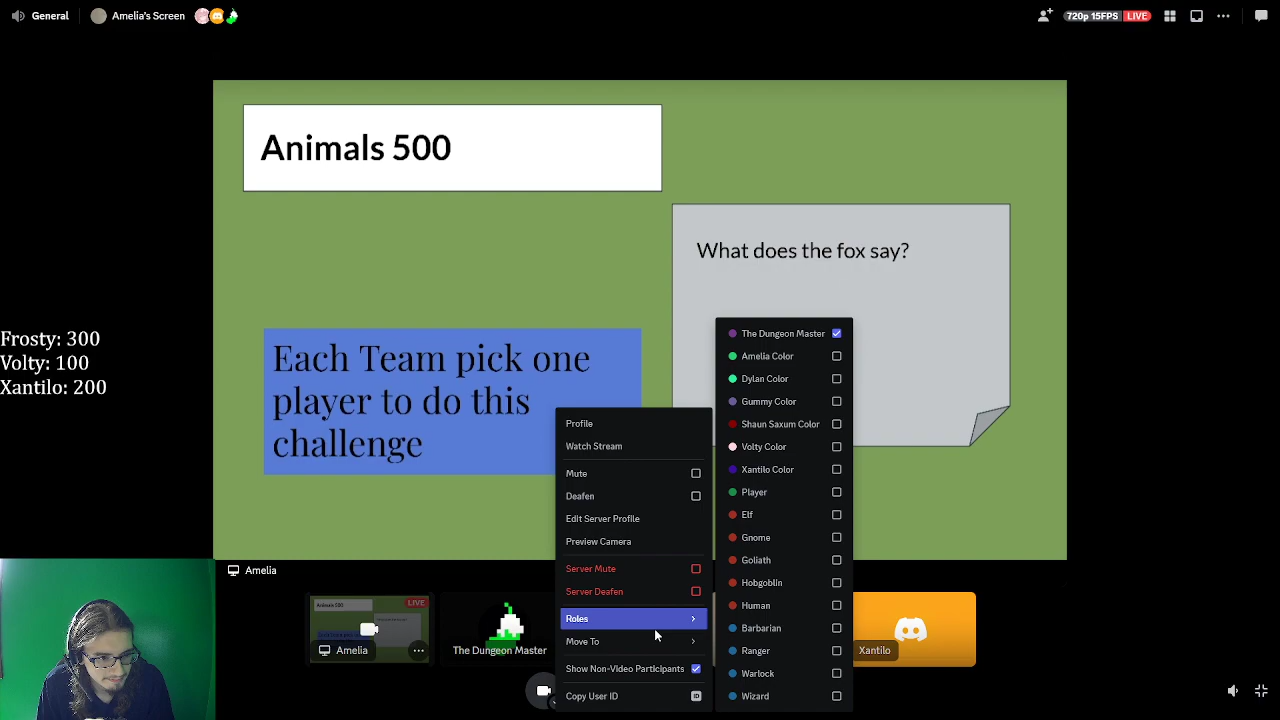 General
Amelia's Screen
720p 15FPS LIVE
Animals 500
What does the fox say?
Frosty: 300
Volty: 100
Xantilo: 200
Each Team pick one
player to do this
challenge
Profile
Watch Stream
Mute
Deafen
Edit Server Profile
Preview Camera
Server Mute
Server Deafen
Roles
Move To
Show Non-Video Participants
Copy User ID
ID
The Dungeon Master
Amelia Color
Dylan Color
Gummy Color
Shaun Saxum Color
Volty Color
Xantilo Color
Player
Elf
Gnome
Goliath
Hobgoblin
Human
Barbarian
Ranger
Warlock
Wizard
Amelia
Animals 500
LIVE
Amelia
The Dungeon Master
Xantilo